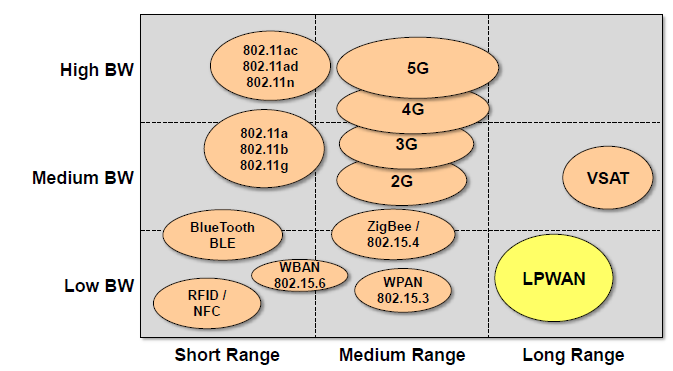 High BW
802.11ac
802.11ad
802.11n
5G
4G
Medium BW
802.11a
802.11b
802.11g
3G
2G
VSAT
Low BW
BlueTooth
BLE
ZigBee /
802.15.4
WBAN
802.15.6
WPAN
802.15.3
RFID /
NFC
LPWAN
Short Range
Medium Range
Long Range